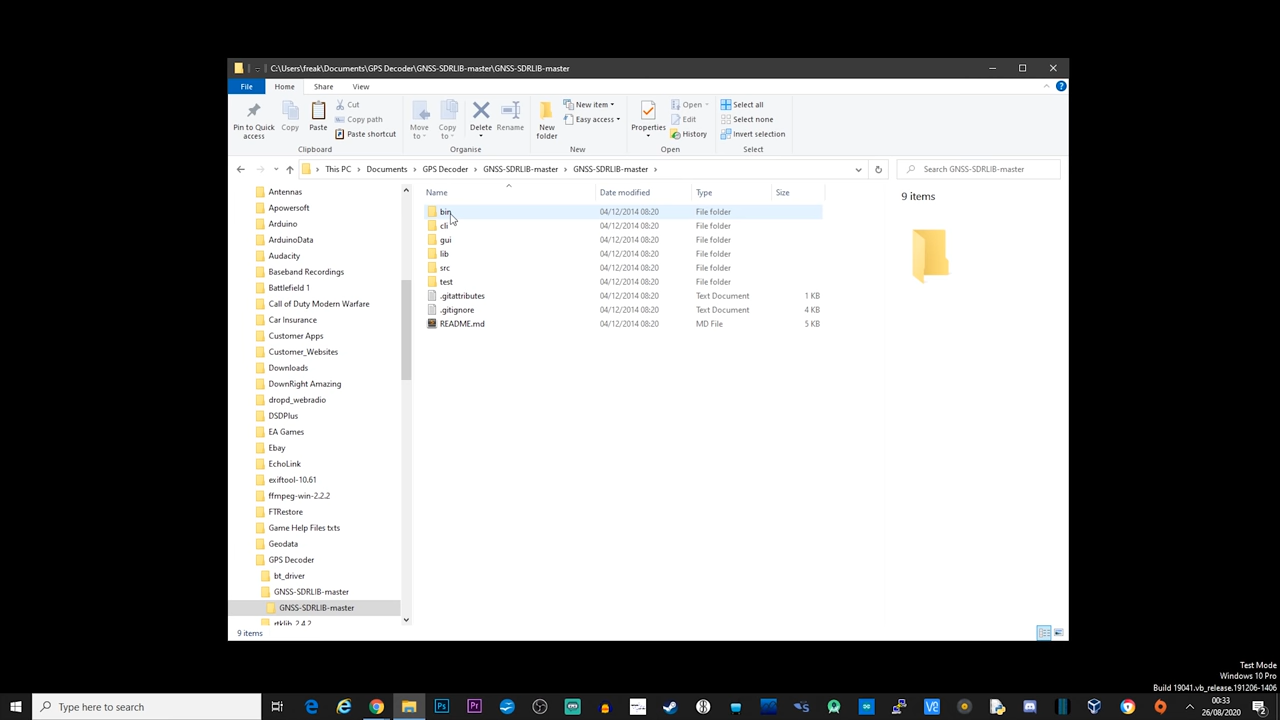 C:\Users\freak\Documents\GPS Decoder\GNSS-SDRLIB-master\GNSS-SDRLIB-master
File Home Share View
Pin to Quick access
Copy
Paste
Cut
Copy path
Paste shortcut
Clipboard
Move to
Copy to
Delete
Rename
Organise
New folder
New item
Easy access
New
Properties
Open
Edit
History
Open
Select all
Select none
Invert selection
Select
This PC > Documents > GPS Decoder > GNSS-SDRLIB-master > GNSS-SDRLIB-master >
Search GNSS-SDRLIB-master
Antennas
Apowersoft
Arduino
ArduinoData
Audacity
Baseband Recordings
Battlefield 1
Call of Duty Modern Warfare
Car Insurance
Customer Apps
Customer_Websites
Downloads
DownRight Amazing
dropd_webradio
DSDPlus
EA Games
Ebay
EchoLink
exiftool-10.61
ffmpeg-win-2.2.2
FTRestore
Game Help Files txts
Geodata
GPS Decoder
bt_driver
GNSS-SDRLIB-master
GNSS-SDRLIB-master
rtklib_2.4.2
Name Date modified Type Size
bin 04/12/2014 08:20 File folder
cli 04/12/2014 08:20 File folder
gui 04/12/2014 08:20 File folder
lib 04/12/2014 08:20 File folder
src 04/12/2014 08:20 File folder
test 04/12/2014 08:20 File folder
.gitattributes 04/12/2014 08:20 Text Document 1 KB
.gitignore 04/12/2014 08:20 Text Document 4 KB
README.md 04/12/2014 08:20 MD File 5 KB
9 items
9 items
Test Mode
Windows 10 Pro
Build 19041.vb_release.191206-1406
Type here to search
Ps
Pr
00:33
26/08/2020
2